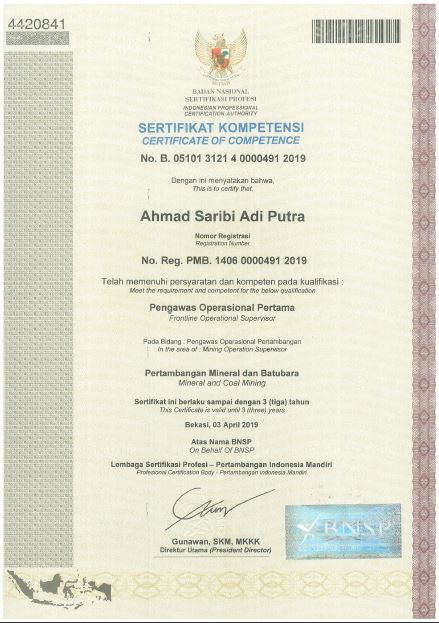 4420841
BADAN NASIONAL
SERTIFIKASI PROFESI
INDONESIAN PROFESSIONAL
CERTIFICATION AUTHORITY
SERTIFIKAT KOMPETENSI
CERTIFICATE OF COMPETENCE
No. B. 05101 3121 4 0000491 2019
Dengan ini menyatakan bahwa,
This is to certify that,
Ahmad Saribi Adi Putra
Nomor Registrasi
Registration Number
No. Reg. PMB. 1406 0000491 2019
Telah memenuhi persyaratan dan kompeten pada kualifikasi :
Meet the requirement and competent for the below qualification
Pengawas Operasional Pertama
Frontline Operational Supervisor
Pada Bidang : Pengawas Operasional Pertambangan
In the area of : Mining Operation Supervisor
Pertambangan Mineral dan Batubara
Mineral and Coal Mining
Sertifikat ini berlaku sampai dengan 3 (tiga) tahun
This Certificate is valid until 3 (three) years
Bekasi, 03 April 2019
Atas Nama BNSP
On Behalf Of BNSP
Lembaga Sertifikasi Profesi – Pertambangan Indonesia Mandiri
Profesional Certification Body - Pertambangan Indonesia Mandiri
BNSP
Gunawan, SKM, MKKK
Direktur Utama (President Director)